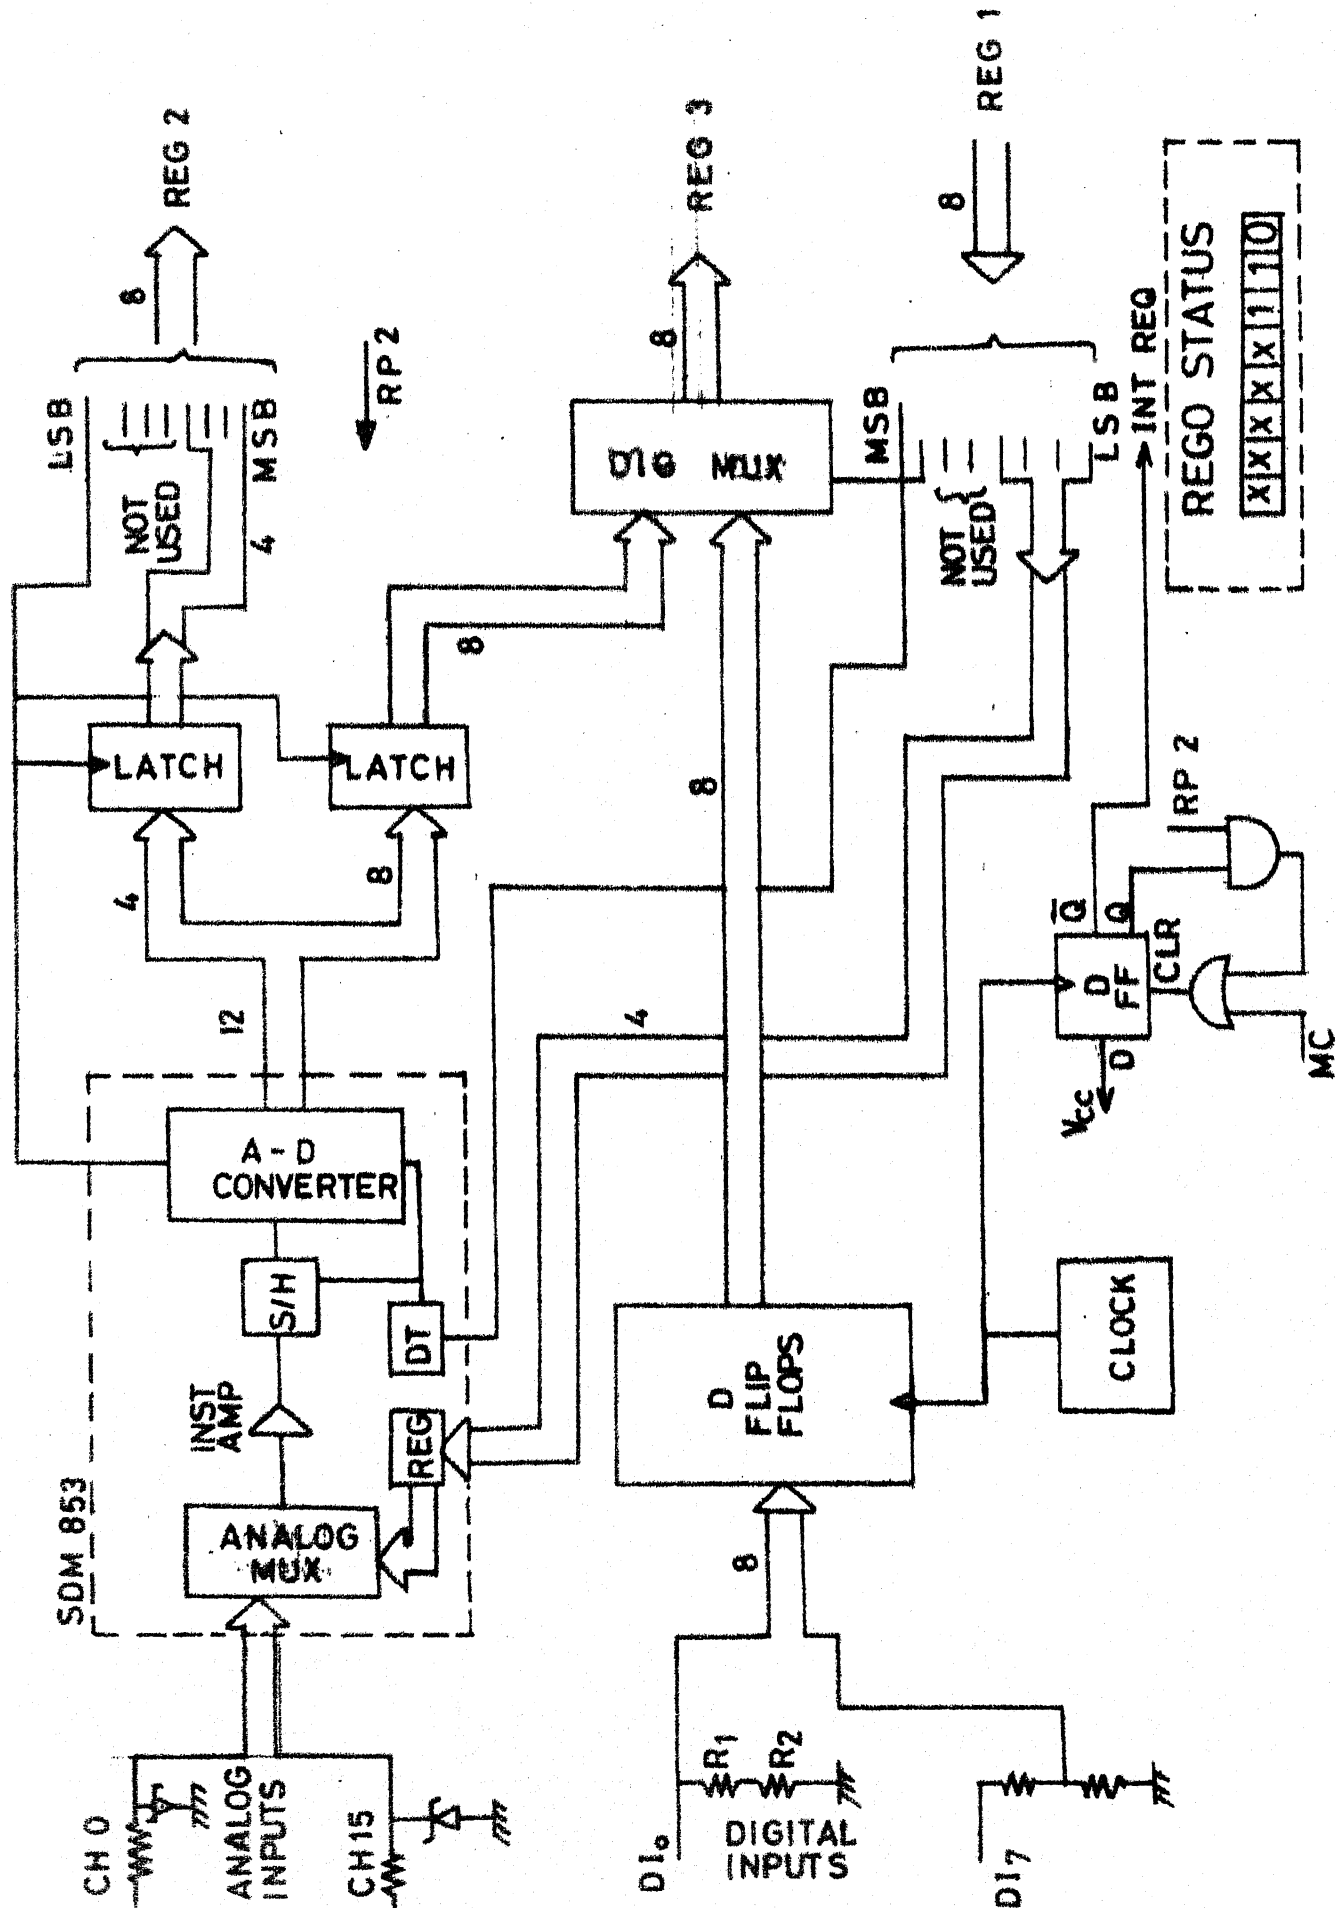 CH 0
ANALOG
INPUTS
CH15
SDM 853
ANALOG
MUX
INST
AMP
S/H
REG
DT
A-D
CONVERTER
12
4
8
LATCH
LATCH
LSB
NOT
USED
MSB
4
8
REG 2
RP2
8
4
8
DIG MUX
8
REG 3
MSB
NOT
USED
LSB
8
REG 1
DI0
DIGITAL
INPUTS
R1
R2
DI7
8
D
FLIP
FLOPS
CLOCK
VCC
D
D
FF
Q̅
Q
CLR
MC
RP 2
INT REQ
REG0 STATUS
X X X X X 1 1 0